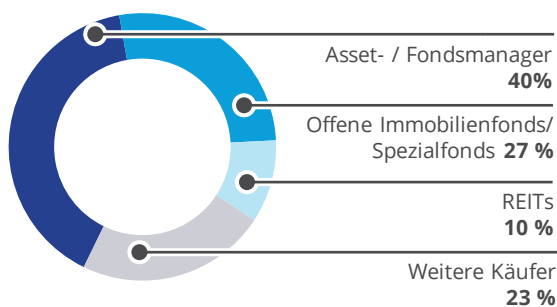 Asset- / Fondsmanager
40%
Offene Immobilienfonds/
Spezialfonds 27 %
REITs
10 %
Weitere Käufer
23 %